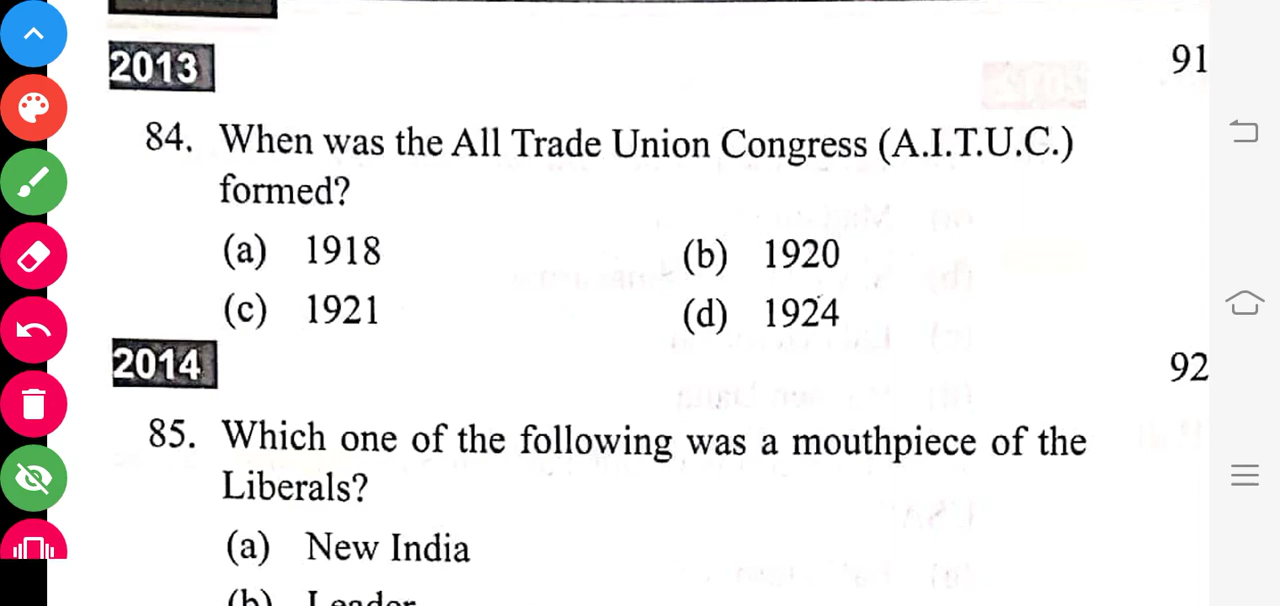 2013
91
84. When was the All Trade Union Congress (A.I.T.U.C.)
formed?
(a) 1918 (b) 1920
(c) 1921 (d) 1924
2014
92
85. Which one of the following was a mouthpiece of the
Liberals?
(a) New India
(b) Leader